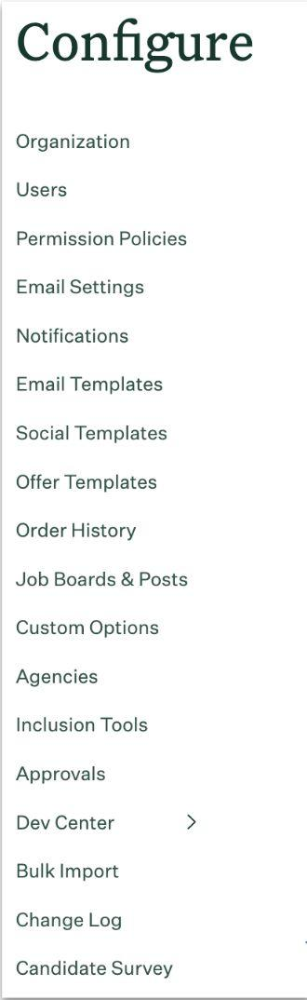 Configure
Organization
Users
Permission Policies
Email Settings
Notifications
Email Templates
Social Templates
Offer Templates
Order History
Job Boards & Posts
Custom Options
Agencies
Inclusion Tools
Approvals
Dev Center
Bulk Import
Change Log
Candidate Survey